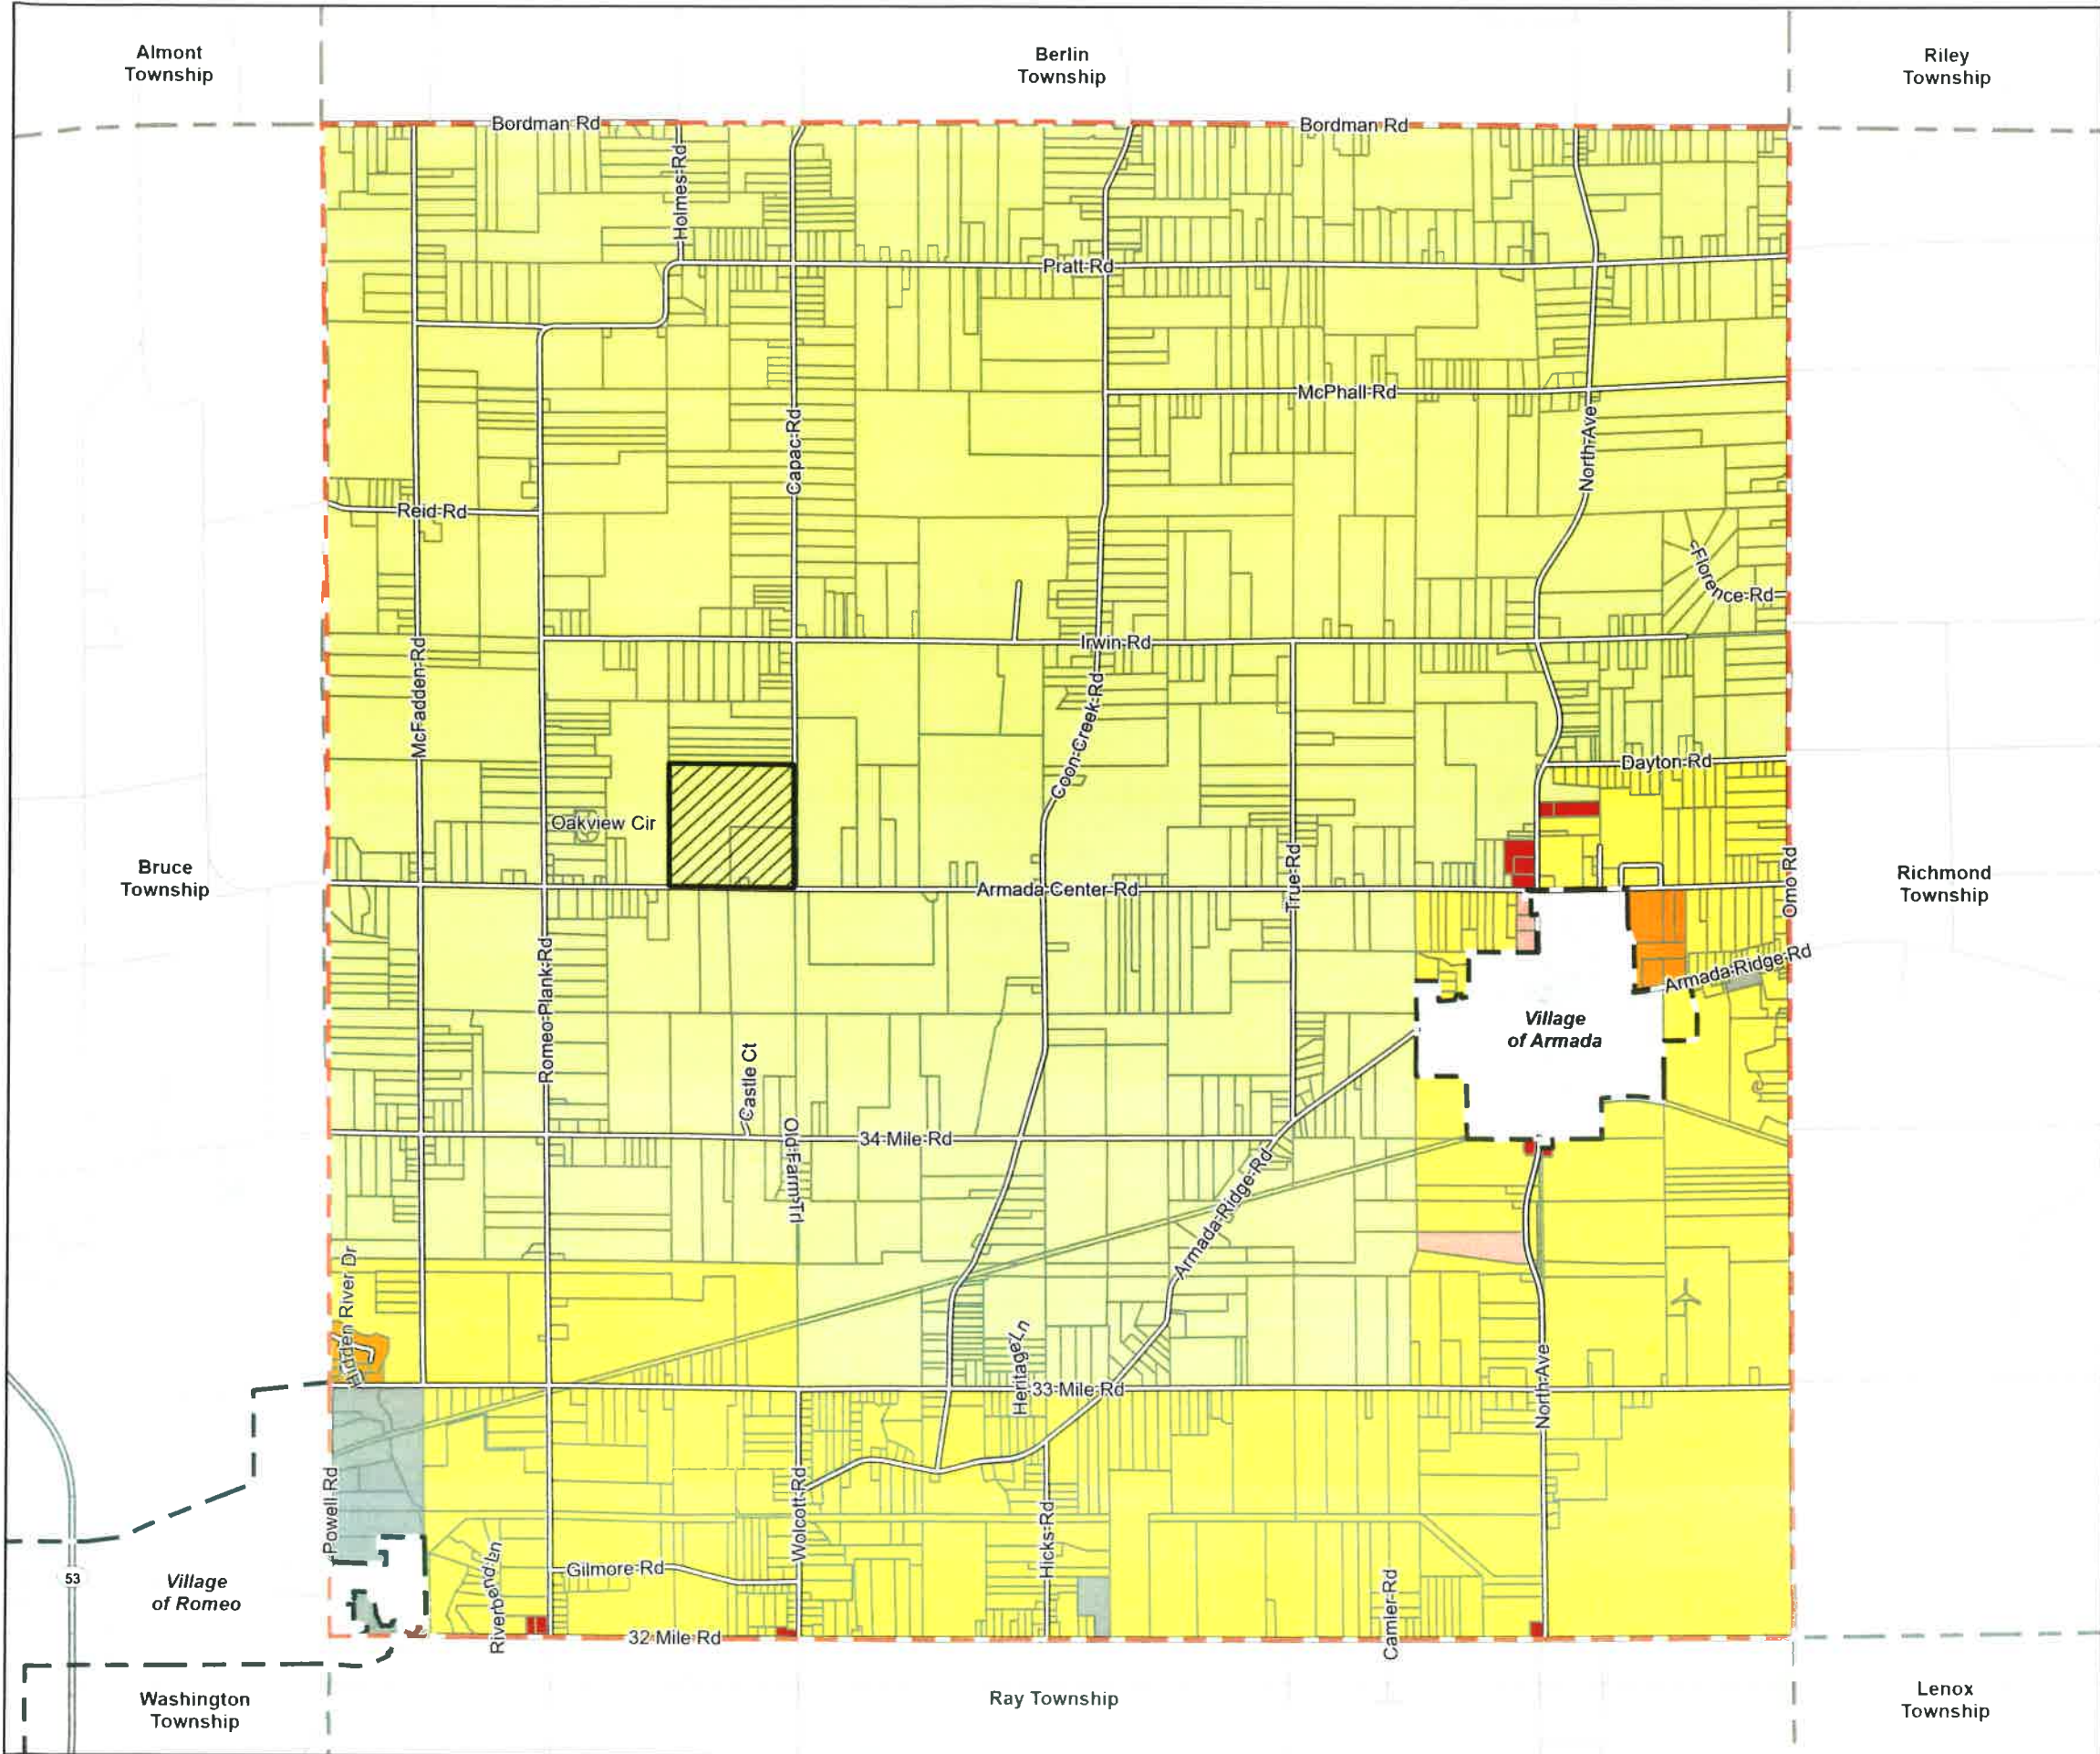 Almont
Township
Berlin
Township
Riley
Township
Bordman Rd
Bordman Rd
Holmes Rd
Pratt Rd
McPhall Rd
Capac Rd
North Ave
Reid Rd
Florence Rd
Irwin Rd
McFadden Rd
Coon Creek Rd
Dayton Rd
Oakview Cir
Bruce
Township
True Rd
Omo Rd
Richmond
Township
Armada Center Rd
Romeo Plank Rd
Armada Ridge Rd
Village
of Armada
Castle Ct
Old Farm Trl
34 Mile Rd
Armada Ridge Rd
Hidden River Dr
Heritage Ln
33 Mile Rd
North Ave
Powell Rd
Wolcott Rd
Hicks Rd
Riverbend Ln
Gilmore Rd
Camler Rd
53
Village
of Romeo
32 Mile Rd
Washington
Township
Ray Township
Lenox
Township